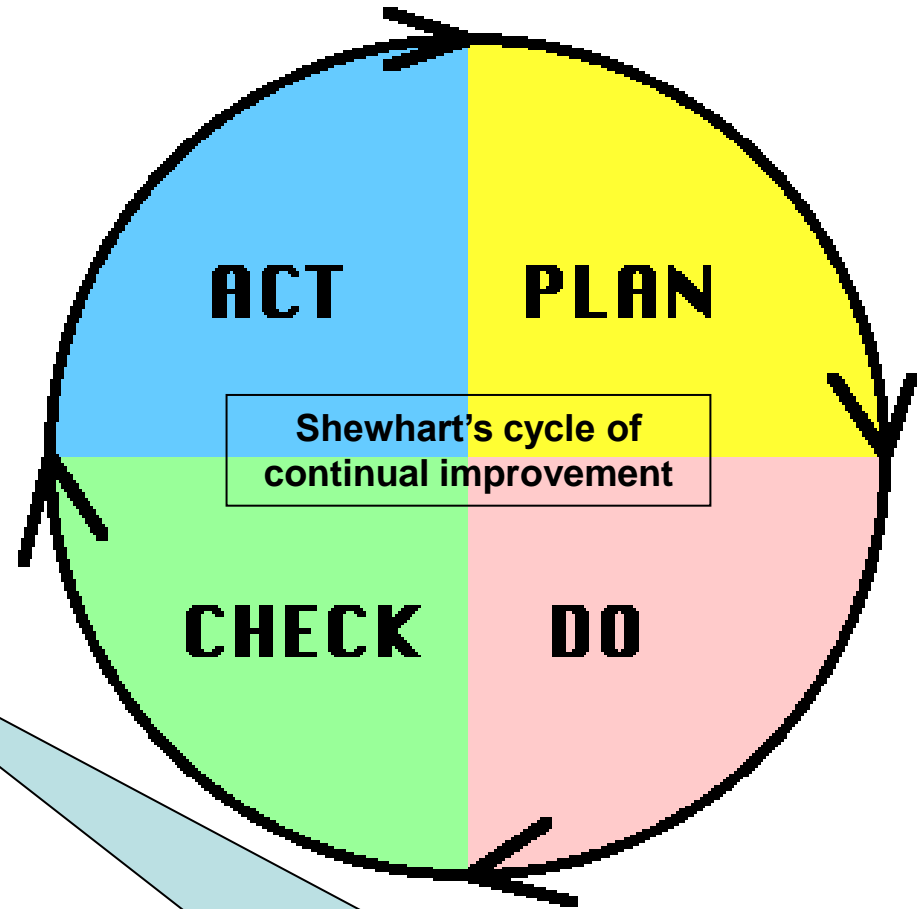 ACT
PLAN
Shewhart’s cycle of
continual improvement
CHECK
DO